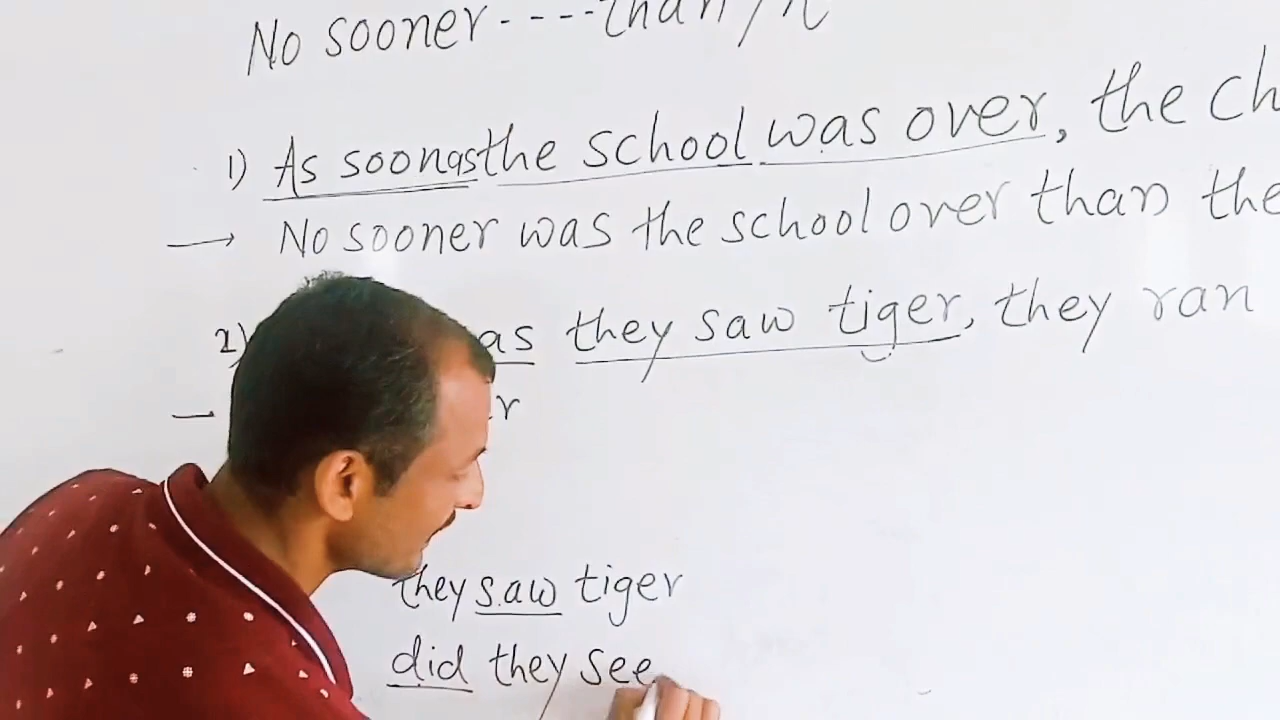 No sooner----than
1) As soon as the school was over, the
→ No sooner was the school over than the
2) as they saw tiger, they ran
—
they saw tiger
did they see